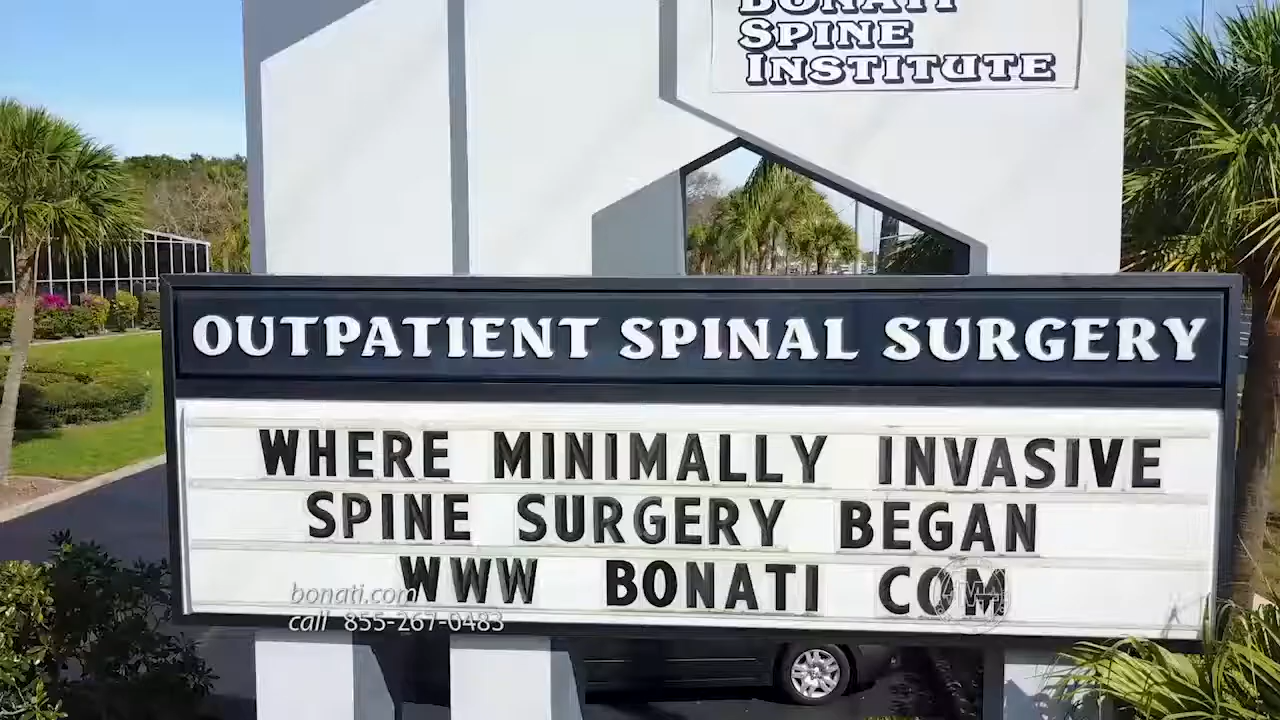 BONATI
SPINE
INSTITUTE
OUTPATIENT SPINAL SURGERY
WHERE MINIMALLY INVASIVE
SPINE SURGERY BEGAN
WWW BONATI COM
bonati.com
call 855-267-0483